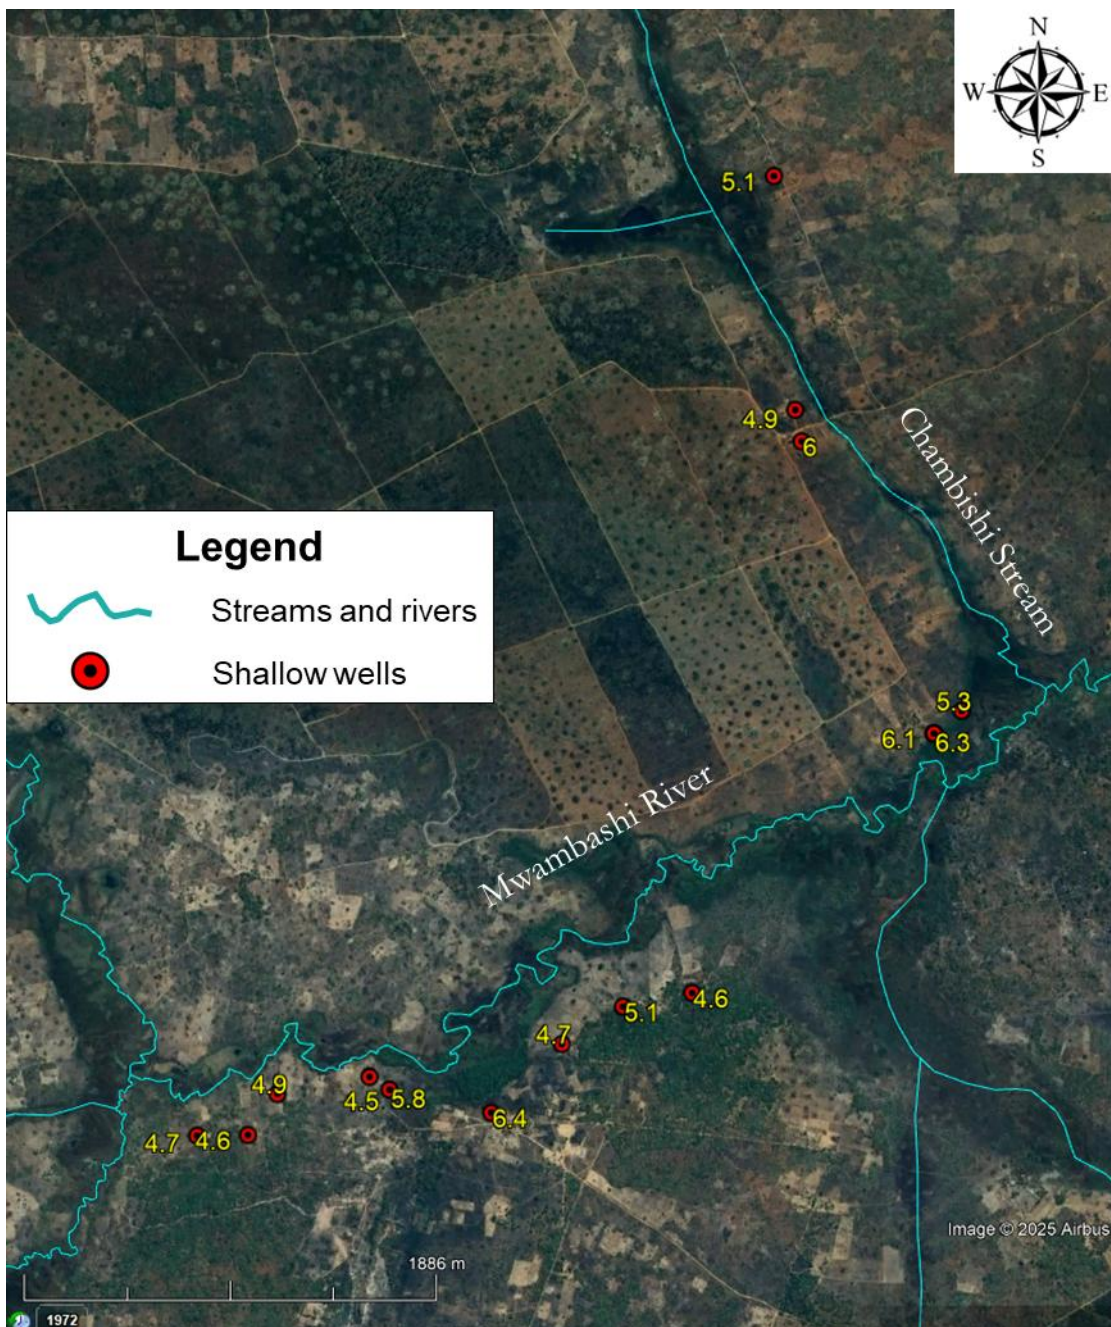 N
W
E
S
5.1
4.9
6
Chambishi Stream
Legend
Streams and rivers
Shallow wells
5.3
6.1
6.3
Mwambashi River
4.6
5.1
4.7
4.9
4.5
5.8
6.4
4.7
4.6
Image © 2025 Airbus
1886 m
1972